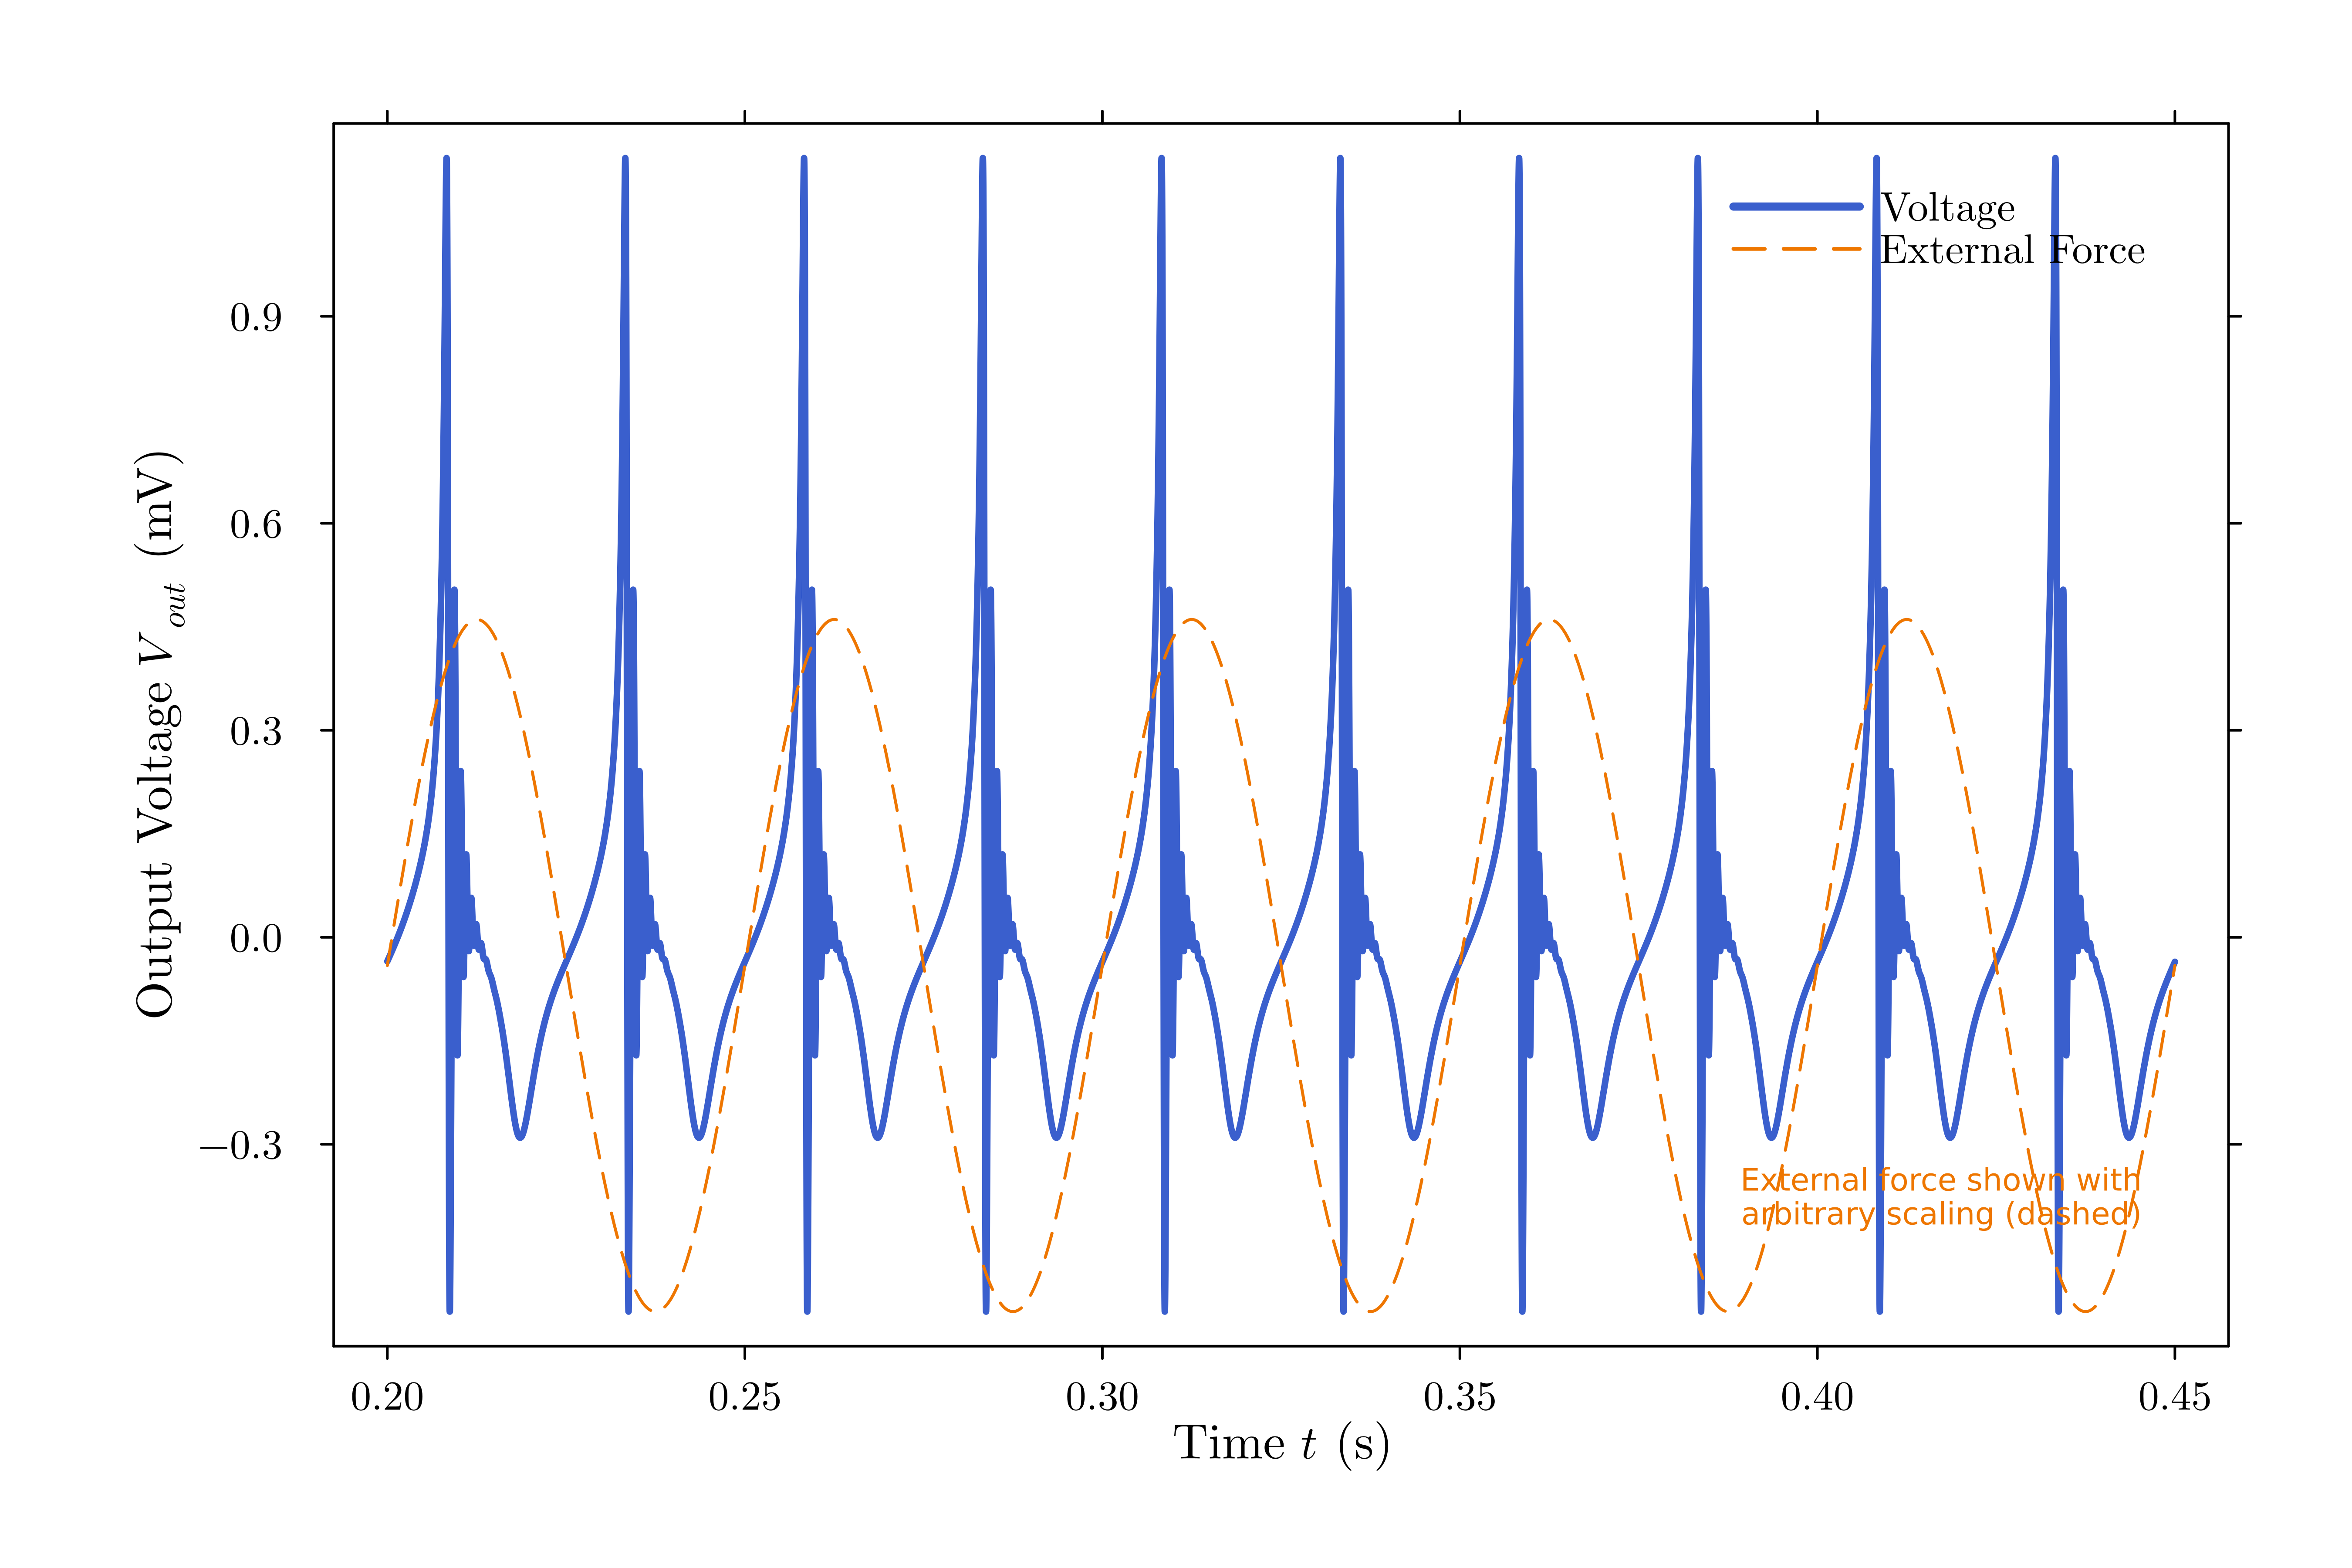 Voltage
External Force
0.9
0.6
0.3
0.0
−0.3
Output Voltage V out (mV)
External force shown with
arbitrary scaling (dashed)
0.20 0.25 0.30 0.35 0.40 0.45
Time t (s)